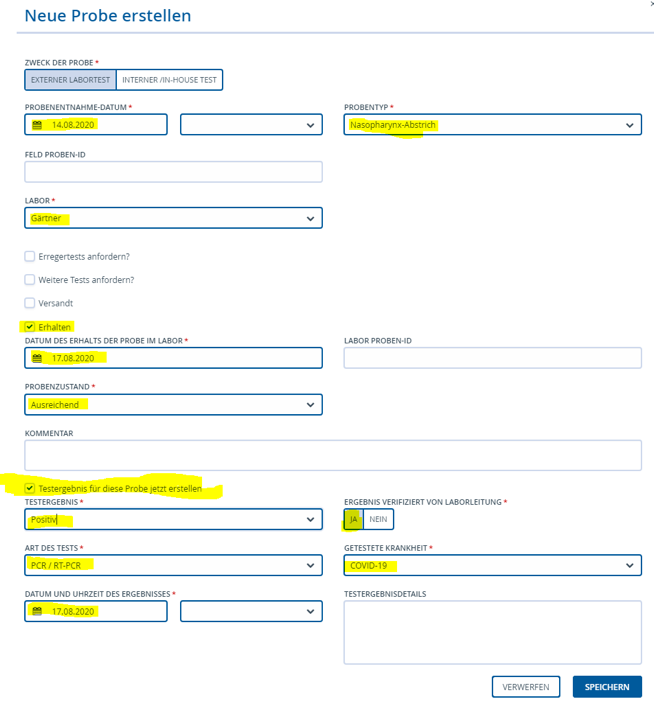 Neue Probe erstellen
ZWECK DER PROBE *
EXTERNER LABORTEST INTERNER /IN-HOUSE TEST
PROBENENTNAHME-DATUM * PROBENTYP *
14.08.2020 Nasopharynx-Abstrich
FELD PROBEN-ID
LABOR *
Gärtner
Erregertests anfordern?
Weitere Tests anfordern?
Versandt
Erhalten
DATUM DES ERHALTS DER PROBE IM LABOR * LABOR PROBEN-ID
17.08.2020
PROBENZUSTAND *
Ausreichend
KOMMENTAR
Testergebnis für diese Probe jetzt erstellen
TESTERGEBNIS * ERGEBNIS VERIFIZIERT VON LABORLEITUNG *
Positiv JA NEIN
ART DES TESTS * GETESTETE KRANKHEIT *
PCR / RT-PCR COVID-19
DATUM UND UHRZEIT DES ERGEBNISSES * TESTERGEBNISDETAILS
17.08.2020
VERWERFEN SPEICHERN